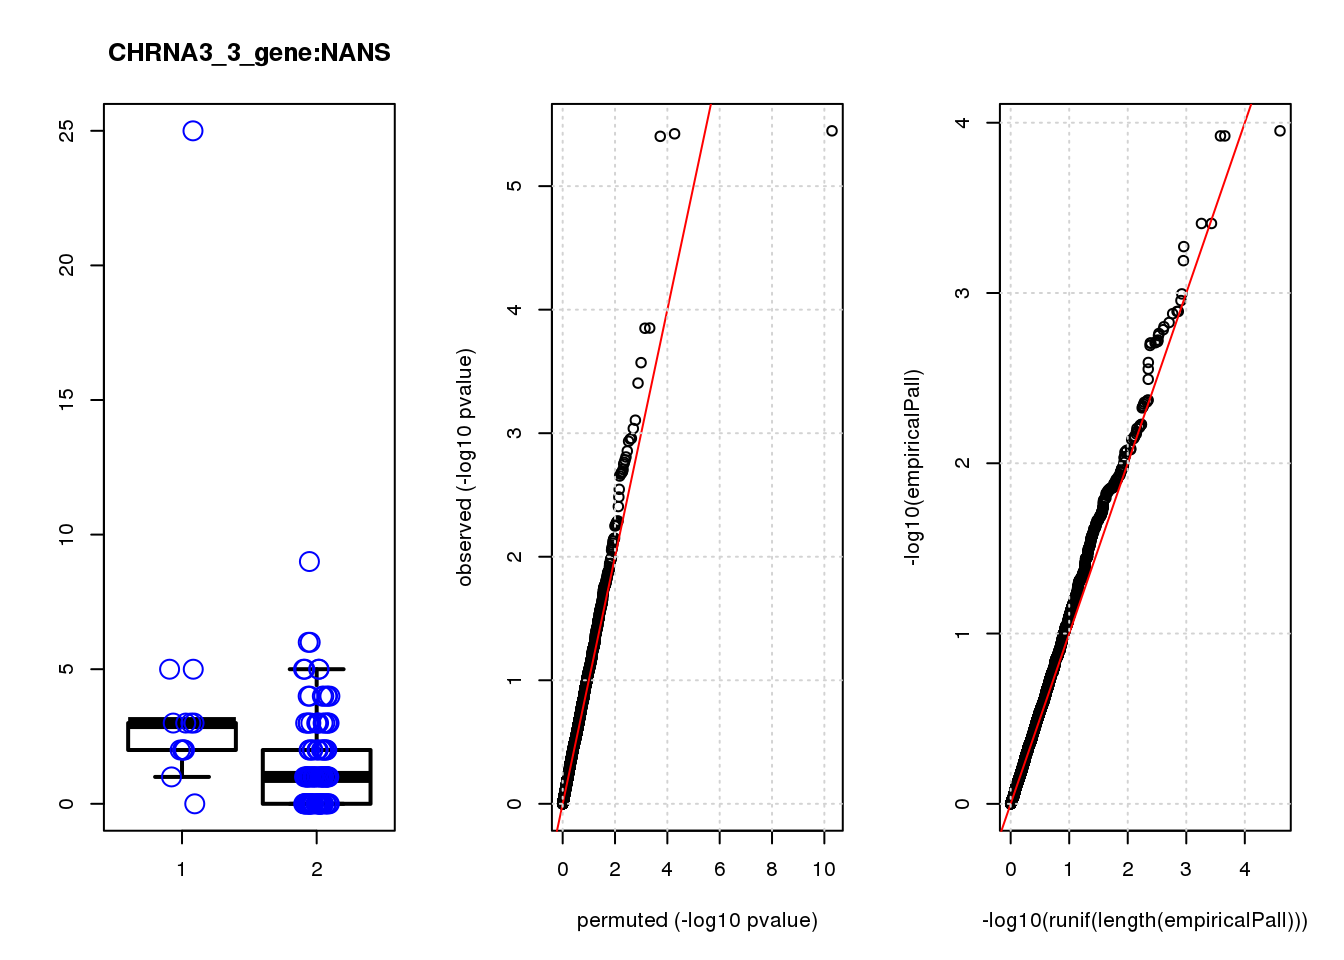 CHRNA3_3_gene:NANS
25
20
15
10
5
0
1 2
observed (-log10 pvalue)
5
4
3
2
1
0
0 2 4 6 8 10
permuted (-log10 pvalue)
-log10(empiricalPall)
4
3
2
1
0
0 1 2 3 4
-log10(runif(length(empiricalPall)))